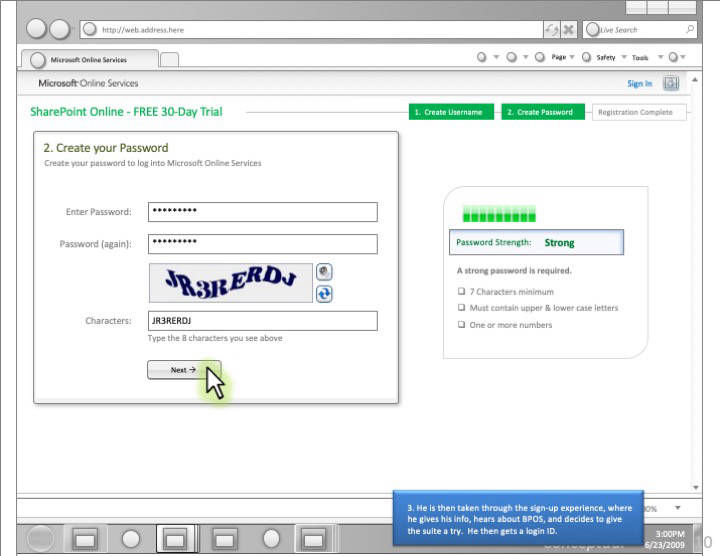 http://web.address.here
Live Search
Microsoft Online Services
Page
Safety
Tools
Microsoft Online Services
Sign In
SharePoint Online - FREE 30-Day Trial
1. Create Username
2. Create Password
Registration Complete
2. Create your Password
Create your password to log into Microsoft Online Services
Enter Password: *********
Password (again): *********
JR3RERDJ
Characters: JR3RERDJ
Type the 8 characters you see above
Next →
Password Strength: Strong
A strong password is required.
7 Characters minimum
Must contain upper & lower case letters
One or more numbers
3. He is then taken through the sign-up experience, where
he gives his info, hears about BPOS, and decides to give
the suite a try. He then gets a login ID.
3:00PM
6/23/2009
10